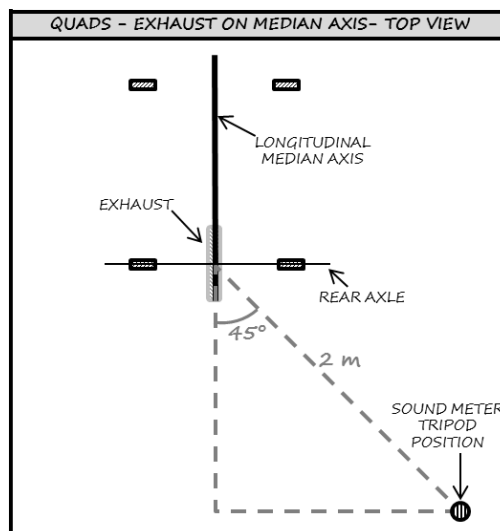 QUADS - EXHAUST ON MEDIAN AXIS- TOP VIEW
LONGITUDINAL
MEDIAN AXIS
EXHAUST
REAR AXLE
45°
2 m
SOUND METER
TRIPOD
POSITION